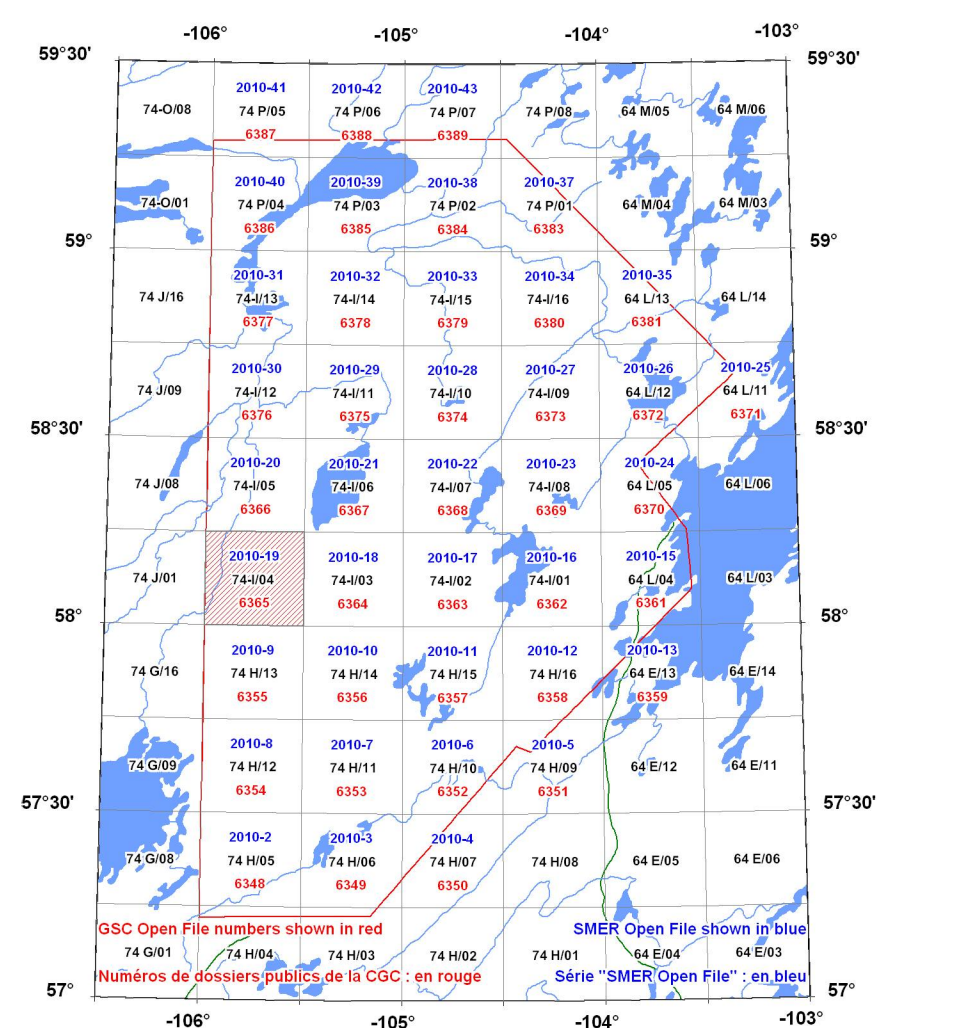 -106° -105° -104° -103°
59°30' 59°30'
2010-41 2010-42 2010-43
74-O/08 74 P/05 74 P/06 74 P/07 74 P/08 64 M/05 64 M/06
6387 6388 6389
2010-40 2010-39 2010-38 2010-37
74-O/01 74 P/04 74 P/03 74 P/02 74 P/01 64 M/04 64 M/03
6386 6385 6384 6383
59° 59°
2010-31 2010-32 2010-33 2010-34 2010-35
74 J/16 74-I/13 74-I/14 74-I/15 74-I/16 64 L/13 64 L/14
6377 6378 6379 6380 6381
2010-30 2010-29 2010-28 2010-27 2010-26 2010-25
74 J/09 74-I/12 74-I/11 74-I/10 74-I/09 64 L/12 64 L/11
6376 6375 6374 6373 6372 6371
58°30' 58°30'
2010-20 2010-21 2010-22 2010-23 2010-24
74 J/08 74-I/05 74-I/06 74-I/07 74-I/08 64 L/05 64 L/06
6366 6367 6368 6369 6370
2010-19 2010-18 2010-17 2010-16 2010-15
74 J/01 74-I/04 74-I/03 74-I/02 74-I/01 64 L/04 64 L/03
6365 6364 6363 6362 6361
58° 58°
2010-9 2010-10 2010-11 2010-12 2010-13
74 G/16 74 H/13 74 H/14 74 H/15 74 H/16 64 E/13 64 E/14
6355 6356 6357 6358 6359
2010-8 2010-7 2010-6 2010-5
74 G/09 74 H/12 74 H/11 74 H/10 74 H/09 64 E/12 64 E/11
6354 6353 6352 6351
57°30' 57°30'
2010-2 2010-3 2010-4
74 G/08 74 H/05 74 H/06 74 H/07 74 H/08 64 E/05 64 E/06
6348 6349 6350
GSC Open File numbers shown in red SMER Open File shown in blue
74 G/01 74 H/04 74 H/03 74 H/02 74 H/01 64 E/04 64 E/03
Numéros de dossiers publics de la CGC : en rouge Série "SMER Open File" : en bleu
57° 57°
-106° -105° -104° -103°